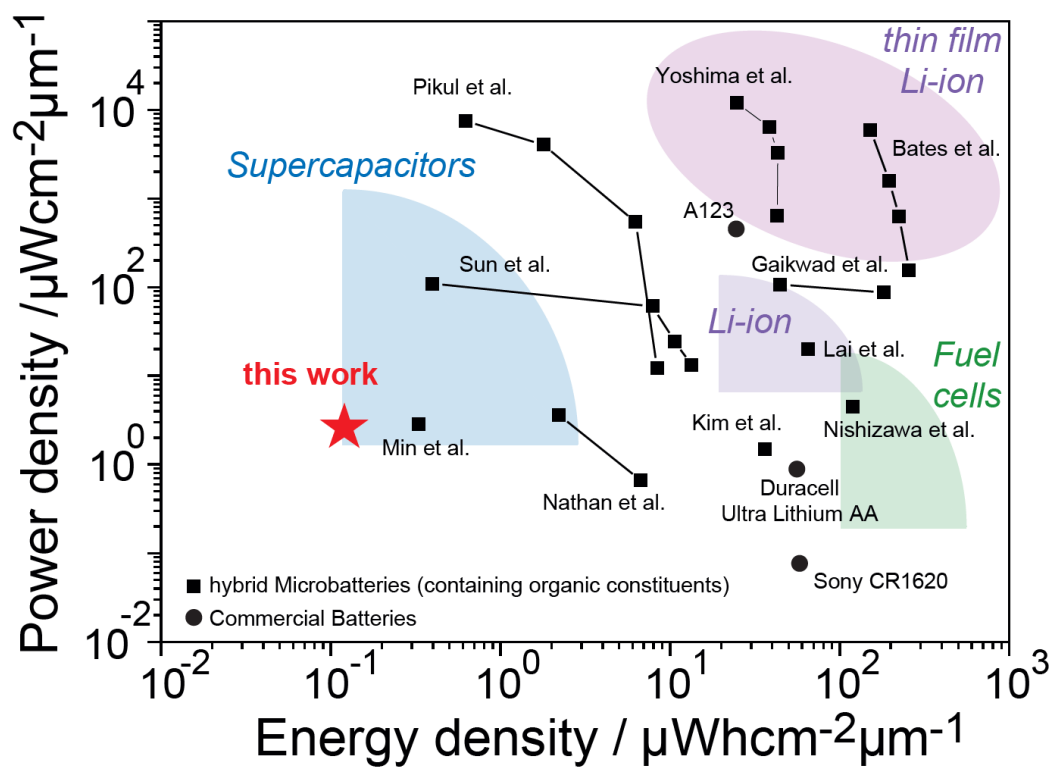 Power density /µWcm-2µm-1
10^4
10^2
10^0
10^-2
thin film
Li-ion
Yoshima et al.
Pikul et al.
Bates et al.
Supercapacitors
A123
Sun et al.
Gaikwad et al.
Li-ion
Lai et al.
Fuel
cells
this work
Min et al.
Kim et al.
Nishizawa et al.
Nathan et al.
Duracell
Ultra Lithium AA
Sony CR1620
hybrid Microbatteries (containing organic constituents)
Commercial Batteries
10^-2 10^-1 10^0 10^1 10^2 10^3
Energy density / µWhcm-2µm-1